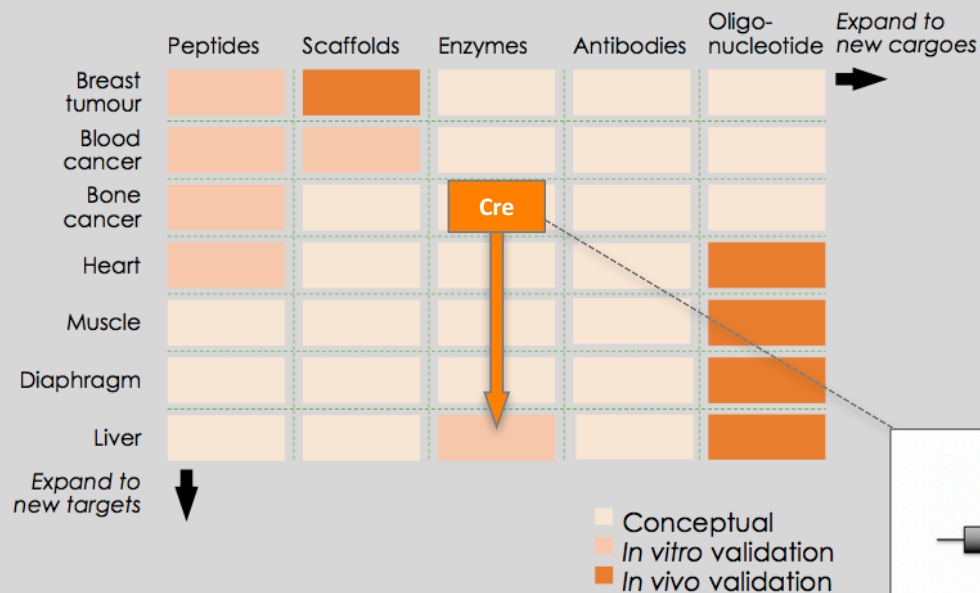 Peptides Scaffolds Enzymes Antibodies Oligo-
nucleotide
Expand to
new cargoes
Breast
tumour
Blood
cancer
Bone
cancer
Cre
Heart
Muscle
Diaphragm
Liver
Expand to
new targets
Conceptual
In vitro validation
In vivo validation